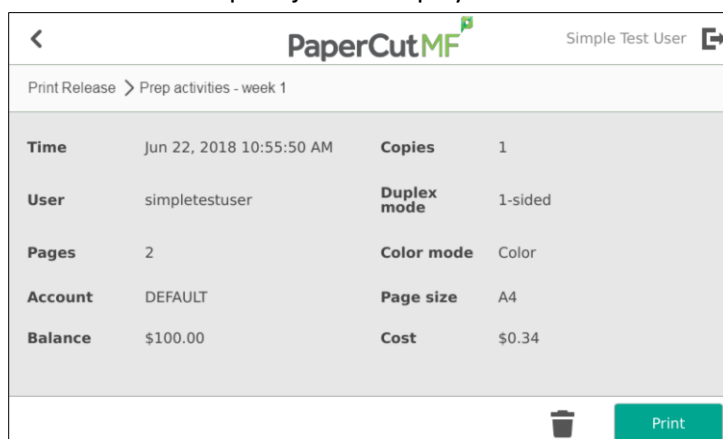 PaperCutMF
Simple Test User
Print Release > Prep activities - week 1
Time Jun 22, 2018 10:55:50 AM Copies 1
User simpletestuser Duplex mode 1-sided
Pages 2 Color mode Color
Account DEFAULT Page size A4
Balance $100.00 Cost $0.34
Print